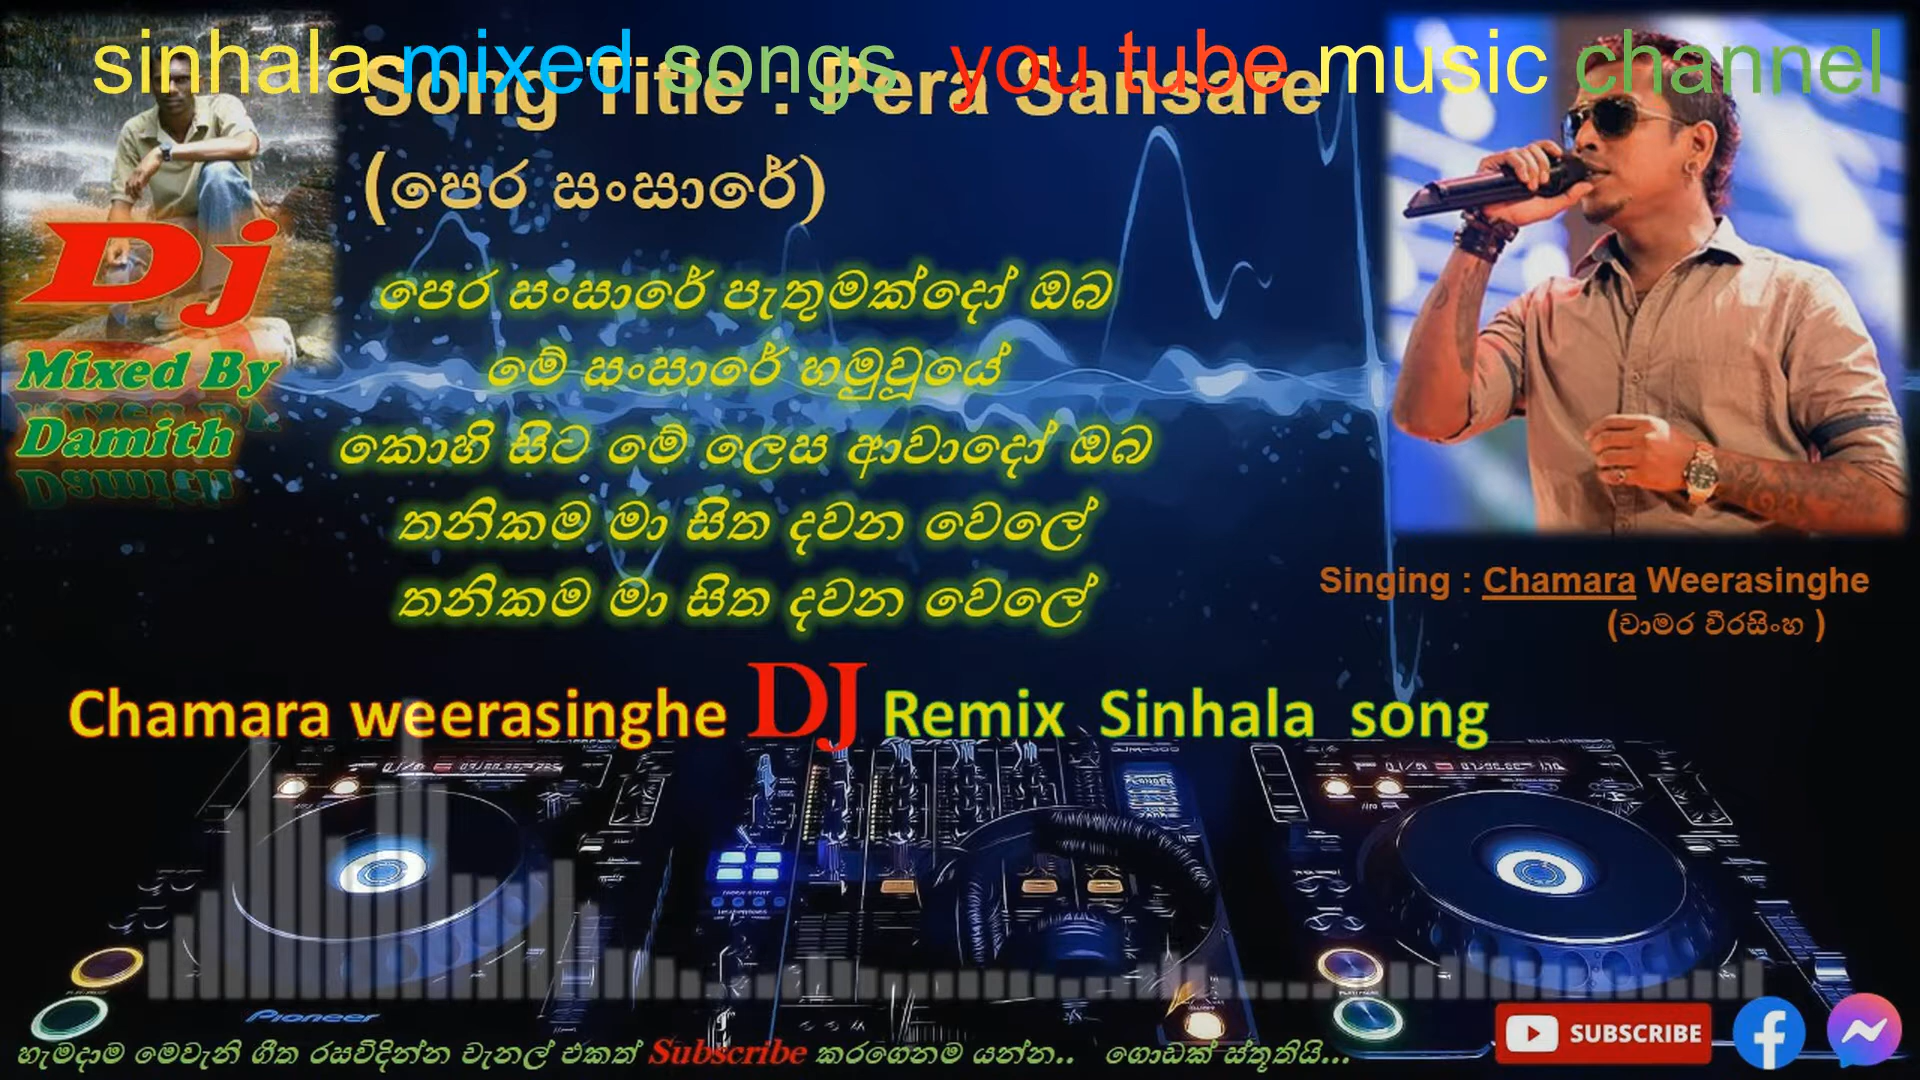 sinhala mixed songs you tube music channel
Song Title : Pera Sansare
(පෙර සංසාරේ)
පෙර සංසාරේ පැතුමක්දෝ ඔබ
මේ සංසාරේ හමුවූයේ
කොහි සිට මේ ලෙස ආවාදෝ ඔබ
තනිකම මා සිත දවන වෙලේ
තනිකම මා සිත දවන වෙලේ
Dj
Mixed By
Damith
Singing : Chamara Weerasinghe
(චාමර වීරසිංහ )
Chamara weerasinghe DJ Remix Sinhala song
Pioneer
හැමදාම මෙවැනි ගීත රසවිදින්න චැනල් එකත් Subscribe කරගෙනම යන්න.. ගොඩක් ස්තූතියි...
SUBSCRIBE